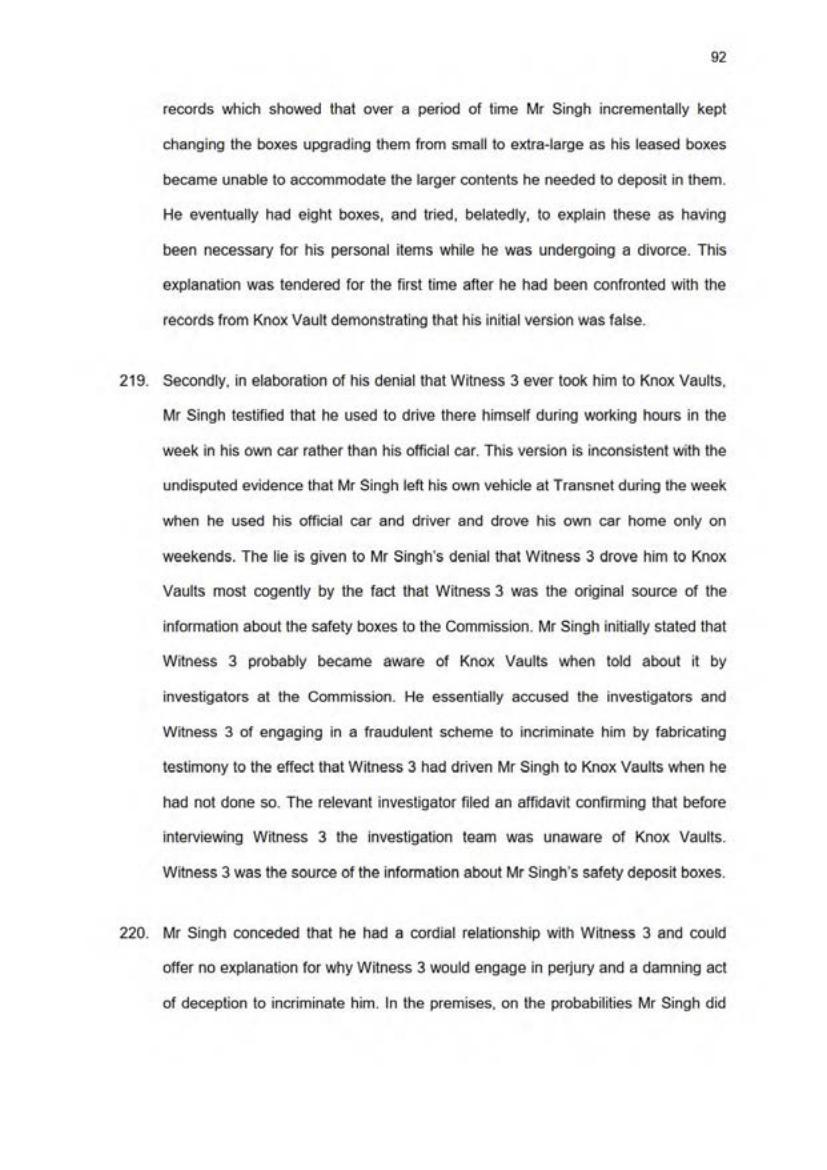 92
records which showed that over a period of time Mr Singh incrementally kept
changing the boxes upgrading them from small to extra-large as his leased boxes
became unable to accommodate the larger contents he needed to deposit in them.
He eventually had eight boxes, and tried, belatedly, to explain these as having
been necessary for his personal items while he was undergoing a divorce. This
explanation was tendered for the first time after he had been confronted with the
records from Knox Vault demonstrating that his initial version was false.
219. Secondly, in elaboration of his denial that Witness 3 ever took him to Knox Vaults,
Mr Singh testified that he used to drive there himself during working hours in the
week in his own car rather than his official car. This version is inconsistent with the
undisputed evidence that Mr Singh left his own vehicle at Transnet during the week
when he used his official car and driver and drove his own car home only on
weekends. The lie is given to Mr Singh's denial that Witness 3 drove him to Knox
Vaults most cogently by the fact that Witness 3 was the original source of the
information about the safety boxes to the Commission. Mr Singh initially stated that
Witness 3 probably became aware of Knox Vaults when told about it by
investigators at the Commission. He essentially accused the investigators and
Witness 3 of engaging in a fraudulent scheme to incriminate him by fabricating
testimony to the effect that Witness 3 had driven Mr Singh to Knox Vaults when he
had not done so. The relevant investigator filed an affidavit confirming that before
interviewing Witness 3 the investigation team was unaware of Knox Vaults.
Witness 3 was the source of the information about Mr Singh's safety deposit boxes.
220. Mr Singh conceded that he had a cordial relationship with Witness 3 and could
offer no explanation for why Witness 3 would engage in perjury and a damning act
of deception to incriminate him. In the premises, on the probabilities Mr Singh did